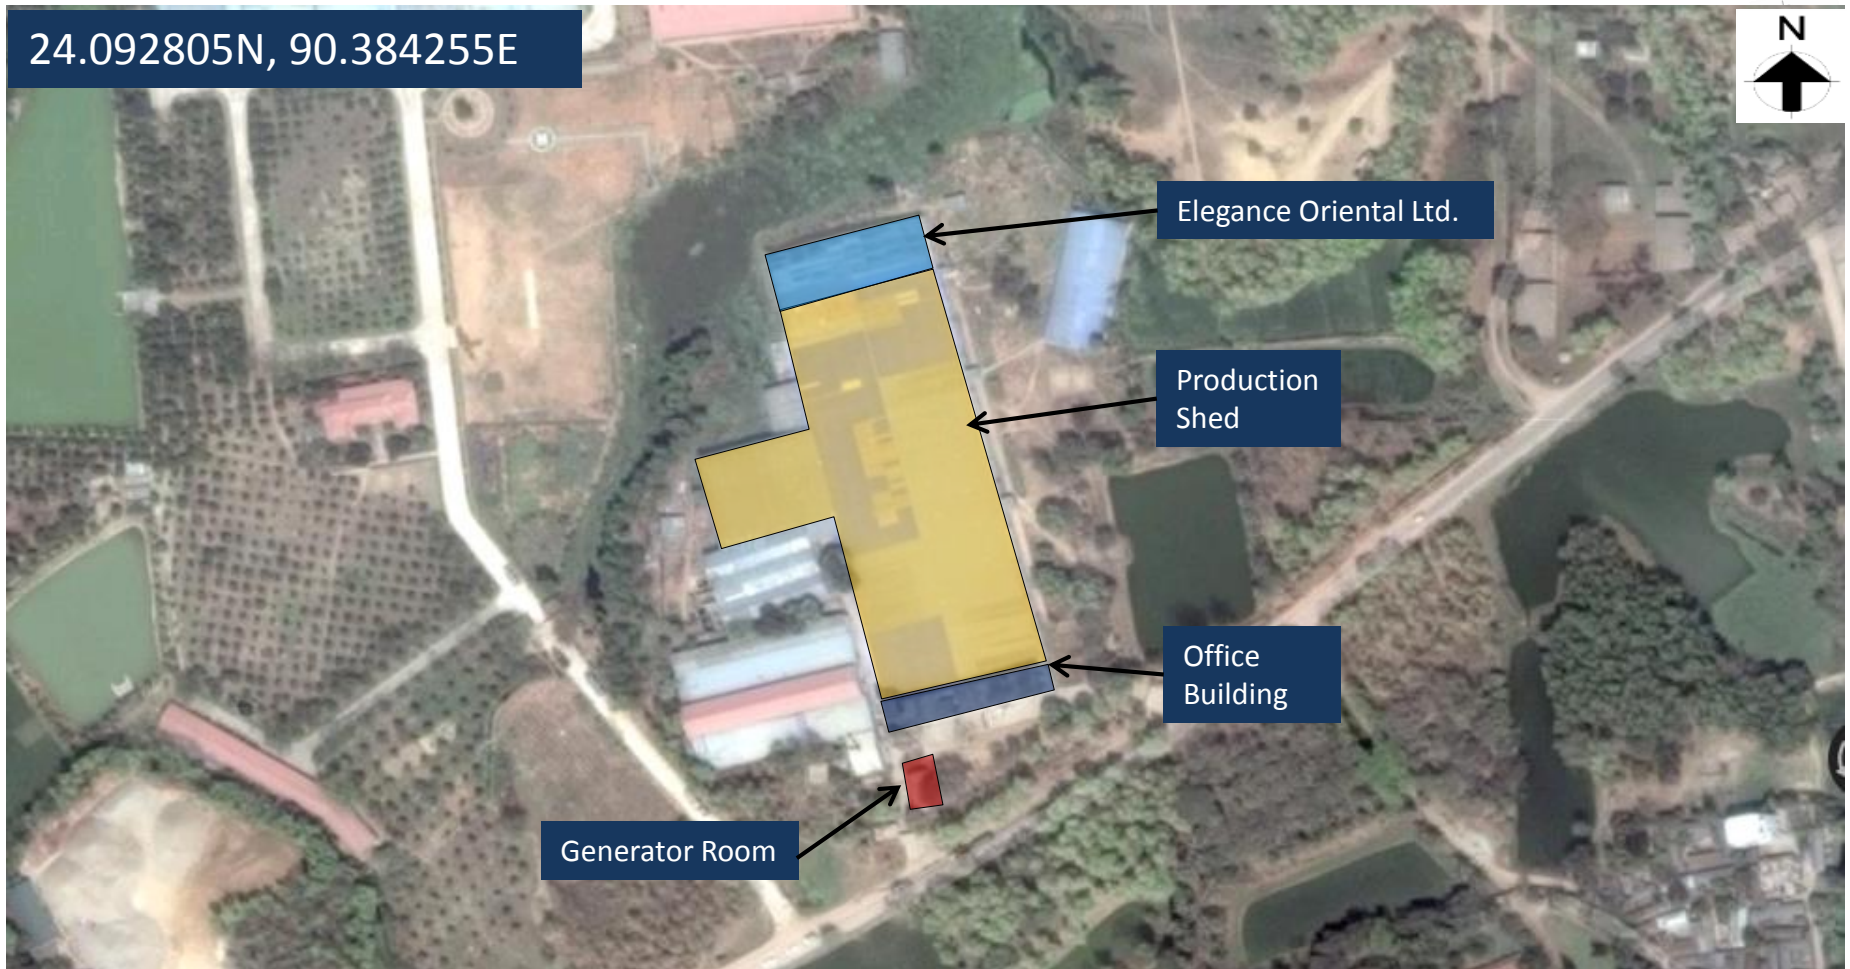 24.092805N, 90.384255E
N
Elegance Oriental Ltd.
Production
Shed
Office
Building
Generator Room